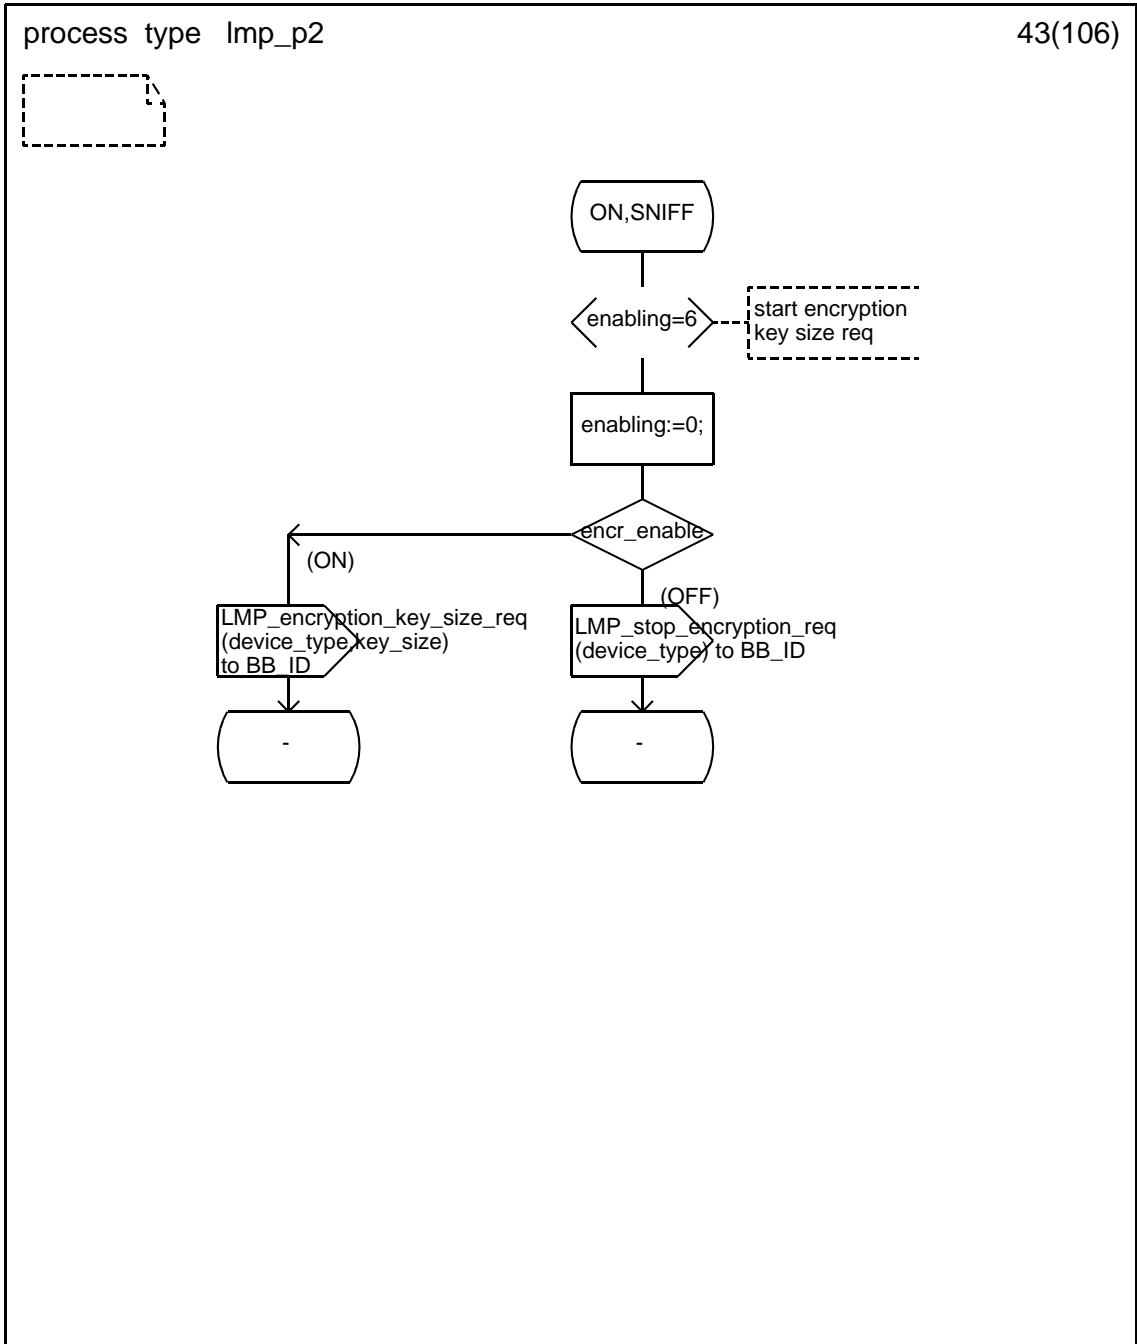 process type lmp_p2 43(106)
ON,SNIFF
enabling=6
start encryption
key size req
enabling:=0;
encr_enable
(ON)
(OFF)
LMP_encryption_key_size_req
(device_type,key_size)
to BB_ID
LMP_stop_encryption_req
(device_type) to BB_ID
-
-